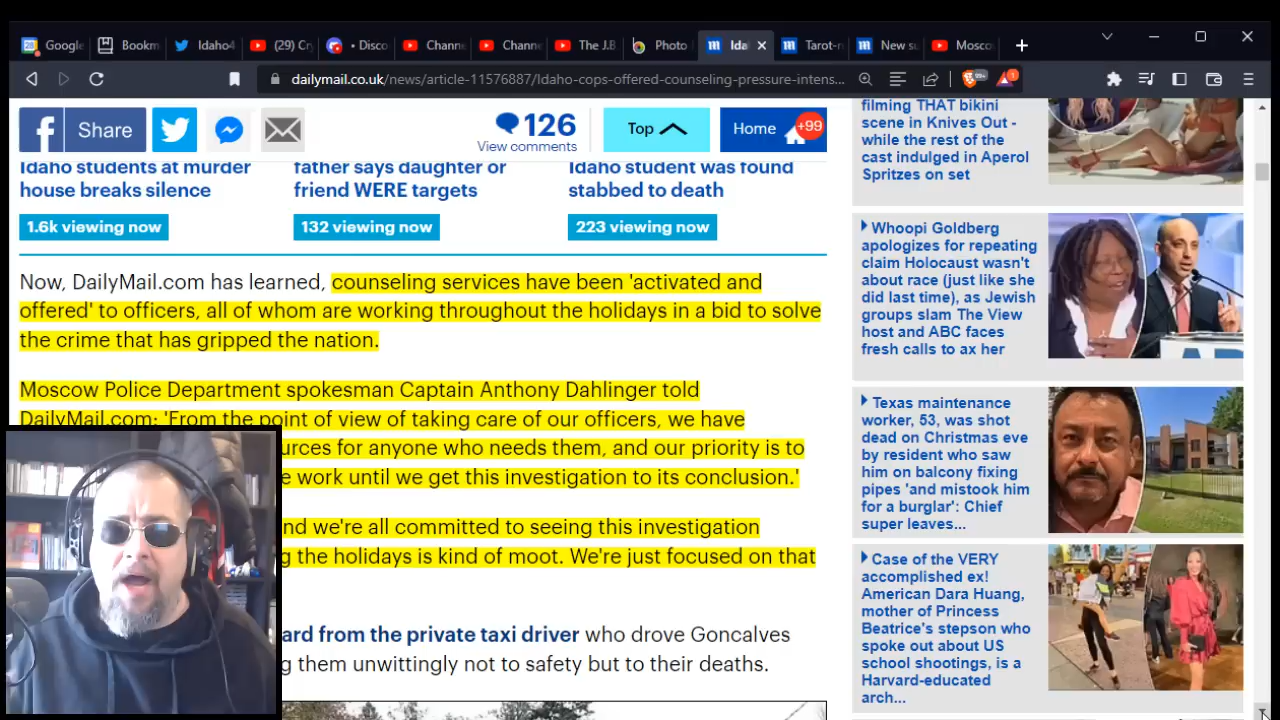 Google
Bookm
Idaho4
(29) Cr
• Disco
Channe
Channe
The J.B
Photo
Ida
Tarot-r
New su
Mosco
dailymail.co.uk/news/article-11576887/Idaho-cops-offered-counseling-pressure-intens...
99+
1
Share
126
View comments
Top
Home
+99
Idaho students at murder
house breaks silence
1.6k viewing now
father says daughter or
friend WERE targets
132 viewing now
Idaho student was found
stabbed to death
223 viewing now
Now, DailyMail.com has learned, counseling services have been 'activated and
offered' to officers, all of whom are working throughout the holidays in a bid to solve
the crime that has gripped the nation.
Moscow Police Department spokesman Captain Anthony Dahlinger told
DailyMail.com: 'From the point of view of taking care of our officers, we have
urces for anyone who needs them, and our priority is to
e work until we get this investigation to its conclusion.'
nd we're all committed to seeing this investigation
g the holidays is kind of moot. We're just focused on that
ard from the private taxi driver who drove Goncalves
g them unwittingly not to safety but to their deaths.
filming THAT bikini
scene in Knives Out -
while the rest of the
cast indulged in Aperol
Spritzes on set
Whoopi Goldberg
apologizes for repeating
claim Holocaust wasn't
about race (just like she
did last time), as Jewish
groups slam The View
host and ABC faces
fresh calls to ax her
Texas maintenance
worker, 53, was shot
dead on Christmas eve
by resident who saw
him on balcony fixing
pipes 'and mistook him
for a burglar': Chief
super leaves...
Case of the VERY
accomplished ex!
American Dara Huang,
mother of Princess
Beatrice's stepson who
spoke out about US
school shootings, is a
Harvard-educated
arch...